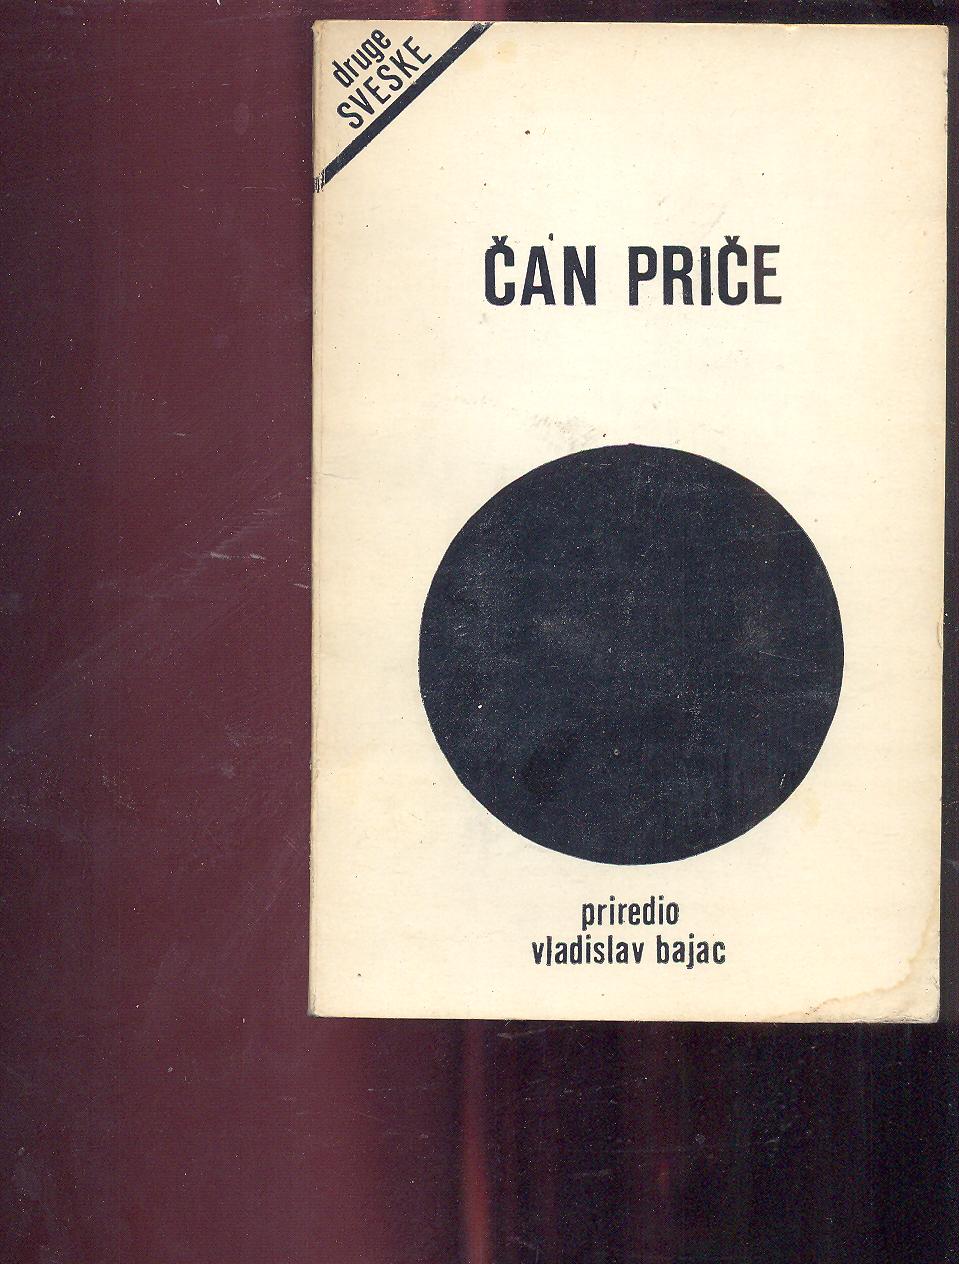 druge
SVESKE
ČAN PRIČE
priredio
vladislav bajac